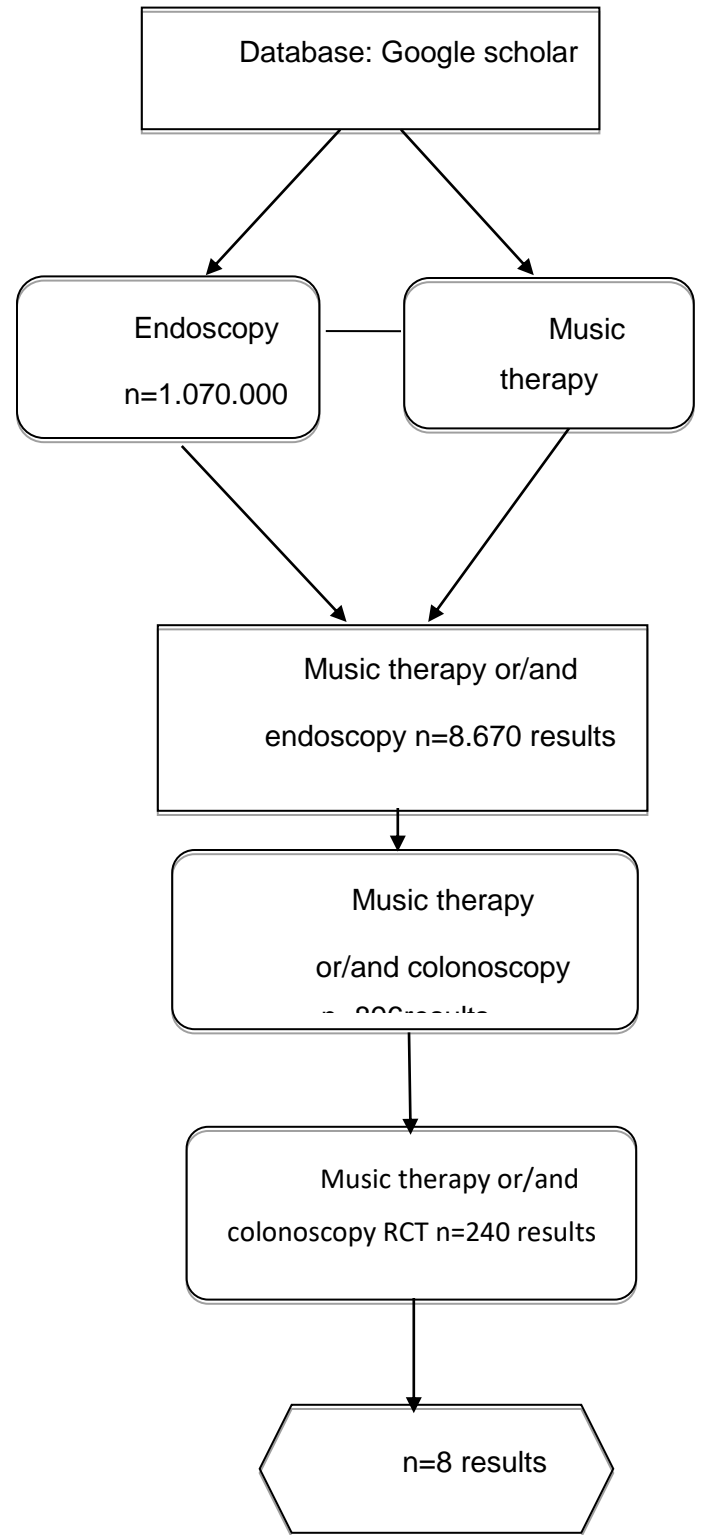 Database: Google scholar
Endoscopy
n=1.070.000
Music
therapy
Music therapy or/and
endoscopy n=8.670 results
Music therapy
or/and colonoscopy
Music therapy or/and
colonoscopy RCT n=240 results
n=8 results